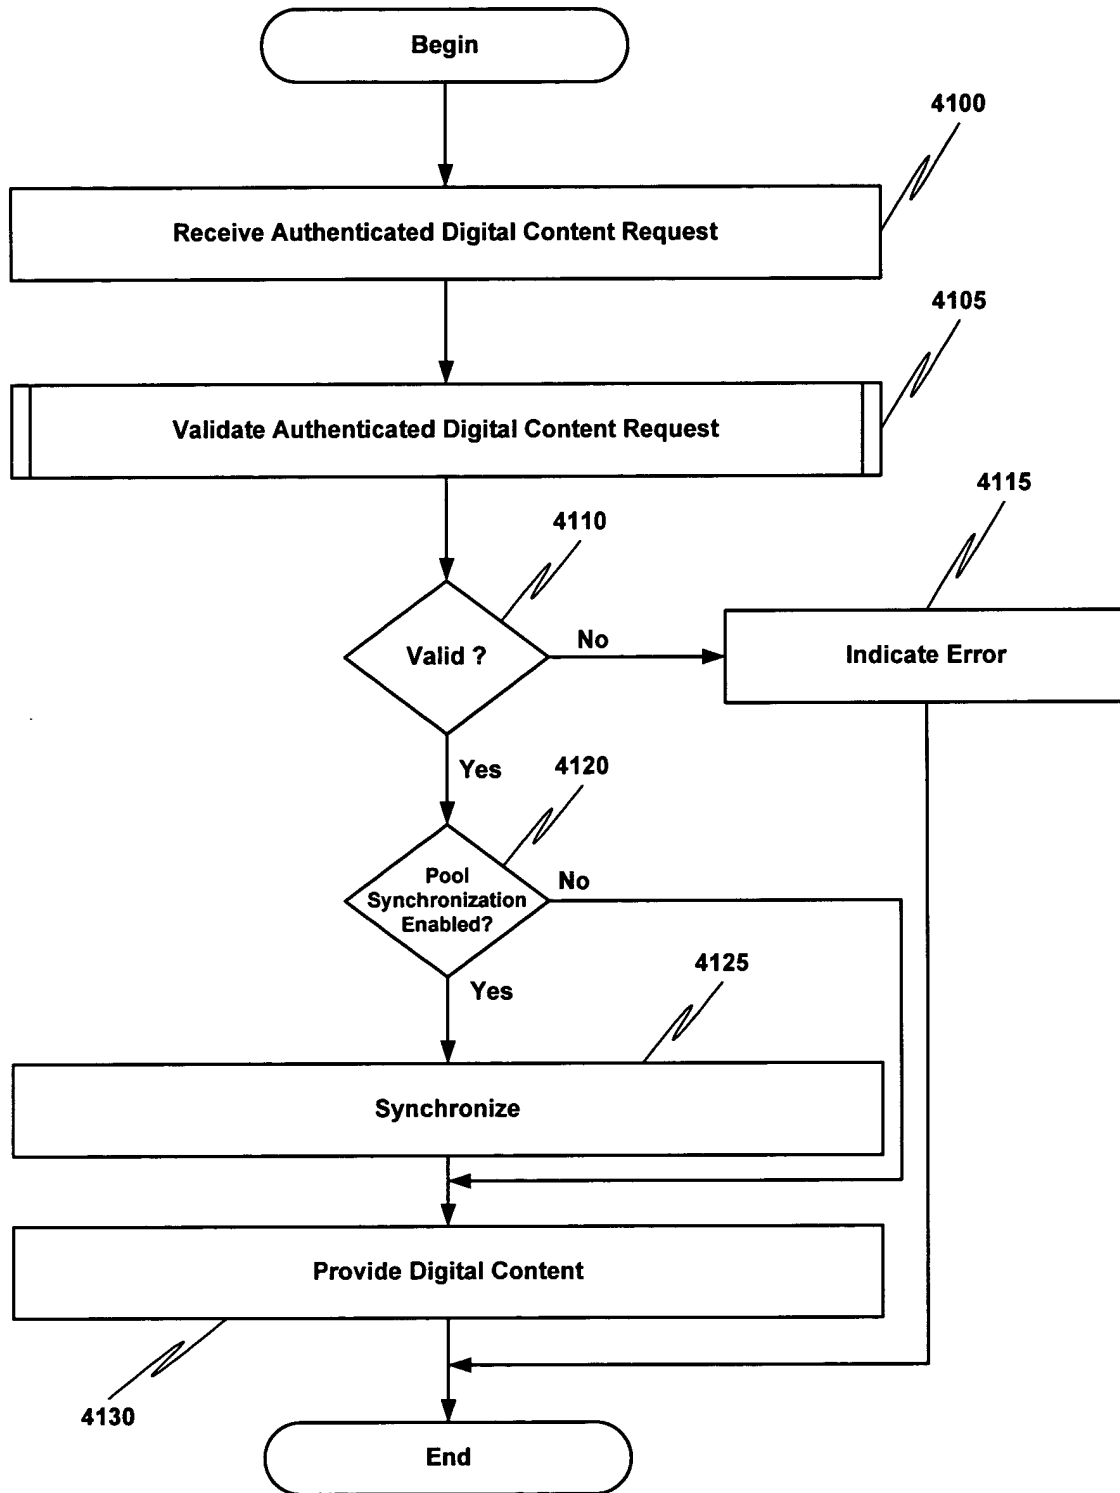 Begin
4100
Receive Authenticated Digital Content Request
4105
Validate Authenticated Digital Content Request
4115
4110
Valid ?
No
Indicate Error
Yes
4120
Pool
Synchronization
Enabled?
No
4125
Yes
Synchronize
Provide Digital Content
4130
End